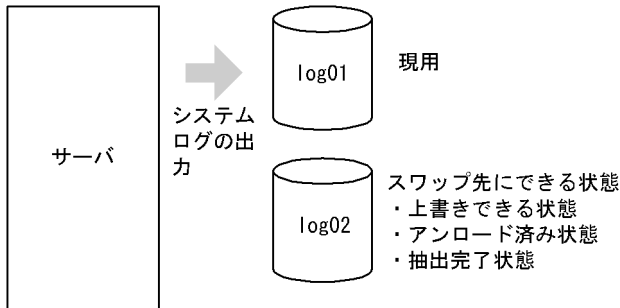 サーバ
システム
ログの出
力
log01
現用
log02
スワップ先にできる状態
・上書きできる状態
・アンロード済み状態
・抽出完了状態